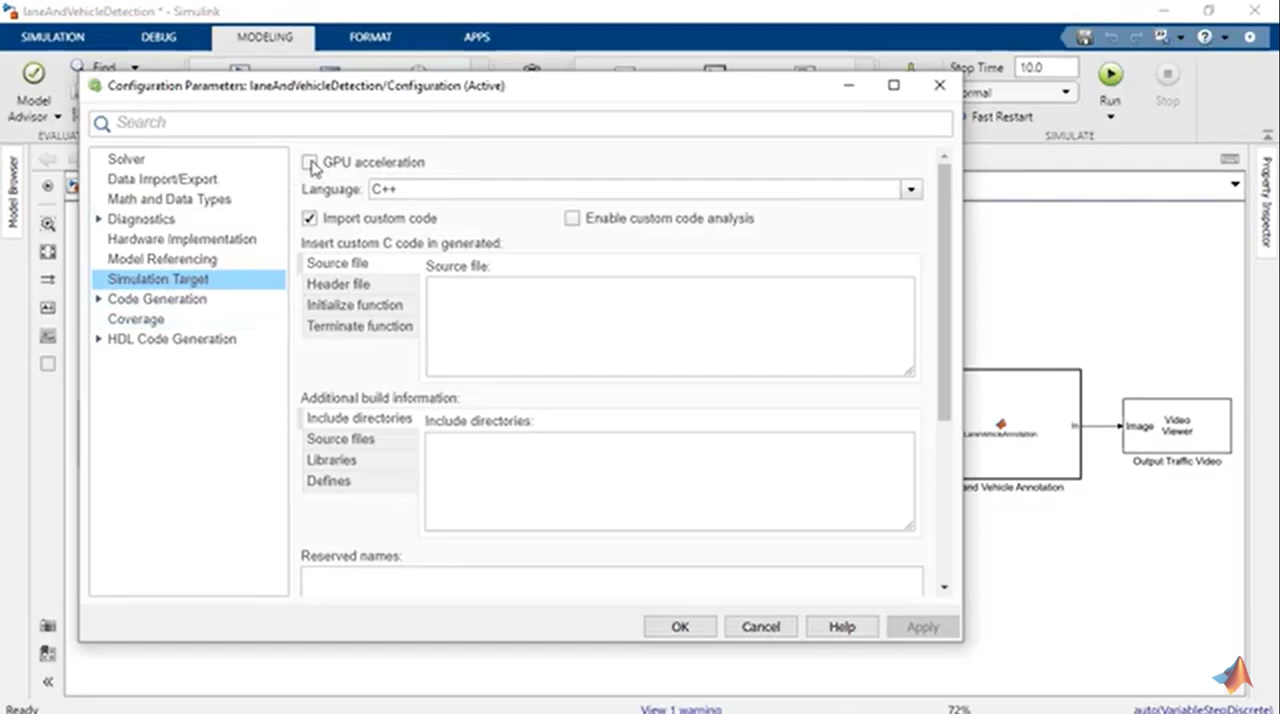 laneAndVehicleDetection * - Simulink
SIMULATION DEBUG MODELING FORMAT APPS
Find
Model
Advisor
Stop Time 10.0
Fast Restart
Run
Stop
SIMULATE
Configuration Parameters: laneAndVehicleDetection/Configuration (Active)
Search
Model Browser
Property Inspector
Solver
Data Import/Export
Math and Data Types
Diagnostics
Hardware Implementation
Model Referencing
Simulation Target
Code Generation
Coverage
HDL Code Generation
GPU acceleration
Language: C++
Import custom code
Enable custom code analysis
Insert custom C code in generated:
Source file
Header file
Initialize function
Terminate function
Source file:
Additional build information:
Include directories
Source files
Libraries
Defines
Include directories:
Reserved names:
OK Cancel Help Apply
In
Image
Video
Viewer
Output Traffic Video
and Vehicle Annotation
Ready
View 1 warning
72%
auto(VariableStepDiscrete)